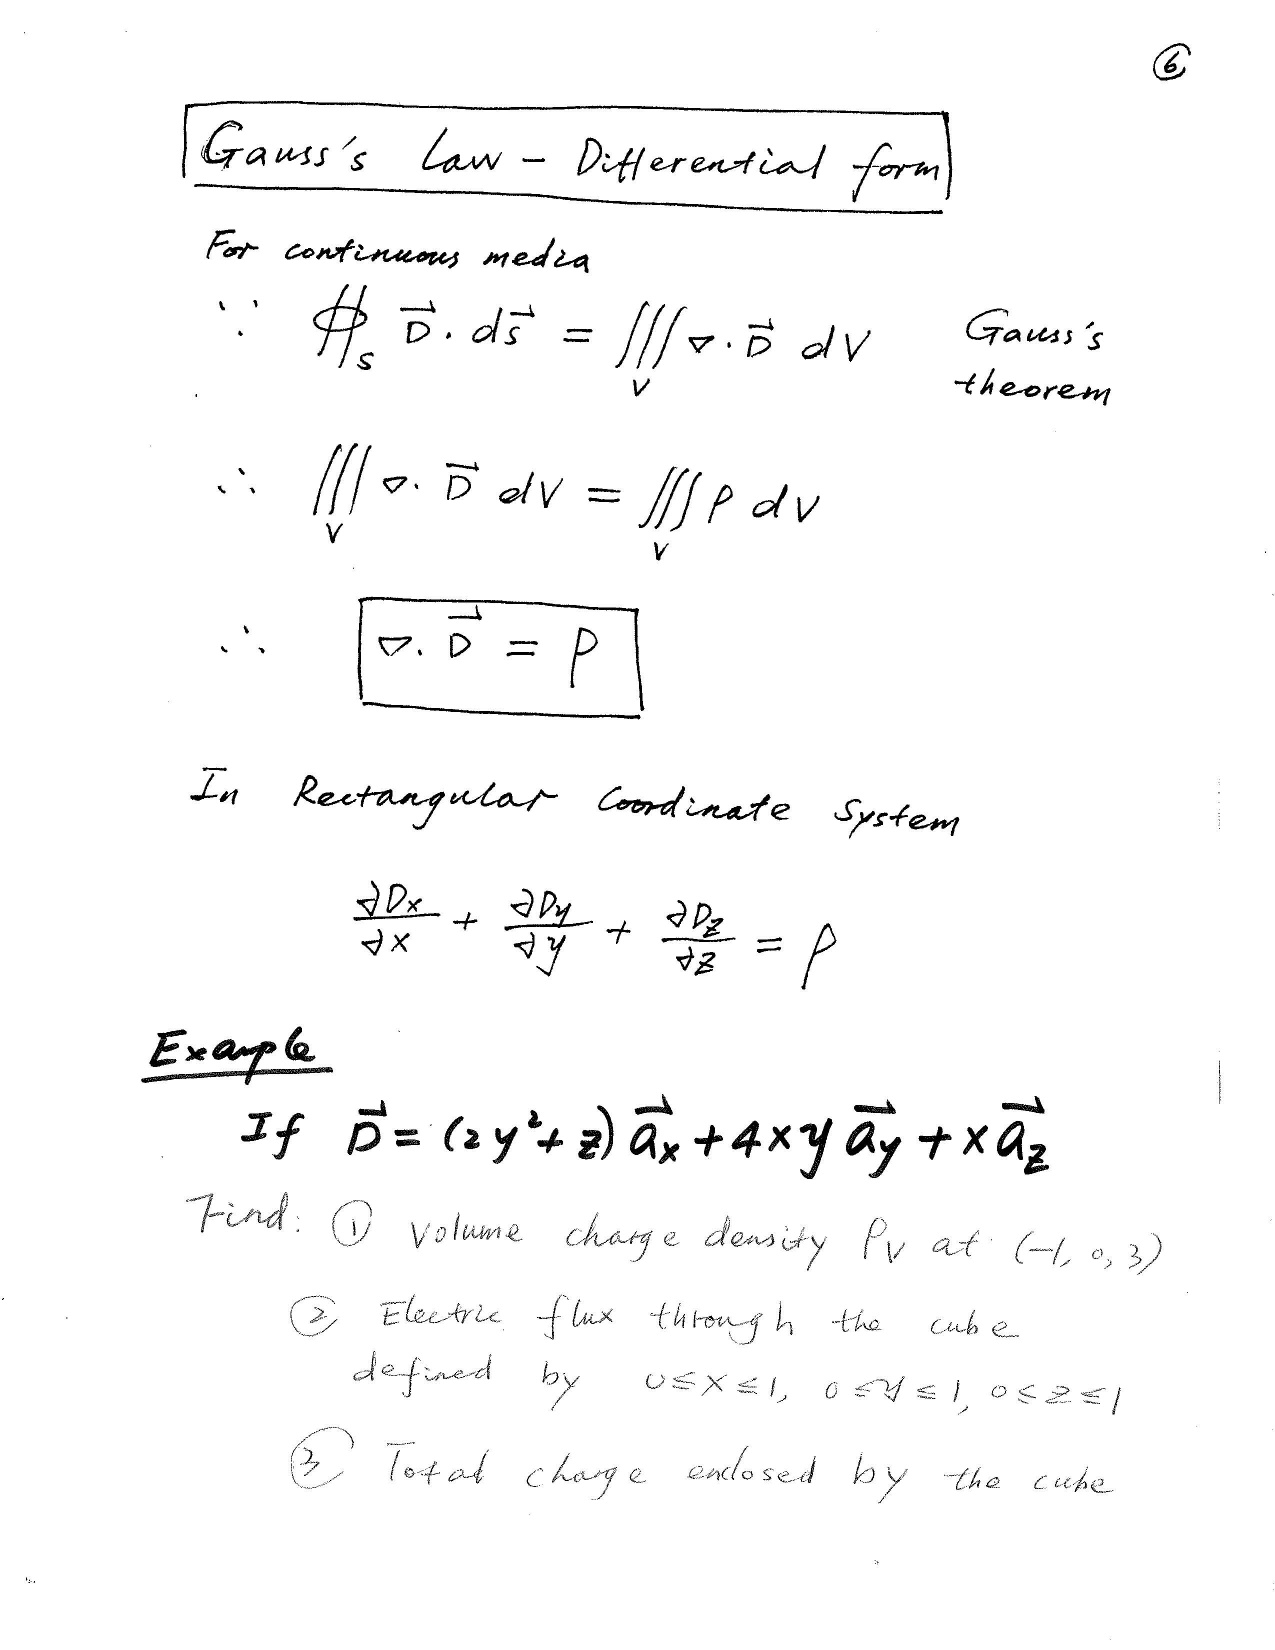 ⑥
Gauss's Law - Differential form
For continuous media
∵ ∯_S D⃗ · ds⃗ = ∭_V ∇ · D⃗ dV Gauss's theorem
∴ ∭_V ∇ · D⃗ dV = ∭_V ρ dV
∴ ∇ · D⃗ = ρ
In Rectangular Coordinate System
∂Dx/∂x + ∂Dy/∂y + ∂Dz/∂z = ρ
Example
If D⃗ = (2y² + z) a⃗x + 4xy a⃗y + x a⃗z
Find: ① Volume charge density ρv at (-1, 0, 3)
② Electric flux through the cube
defined by 0 ≤ x ≤ 1, 0 ≤ y ≤ 1, 0 ≤ z ≤ 1
③ Total charge enclosed by the cube